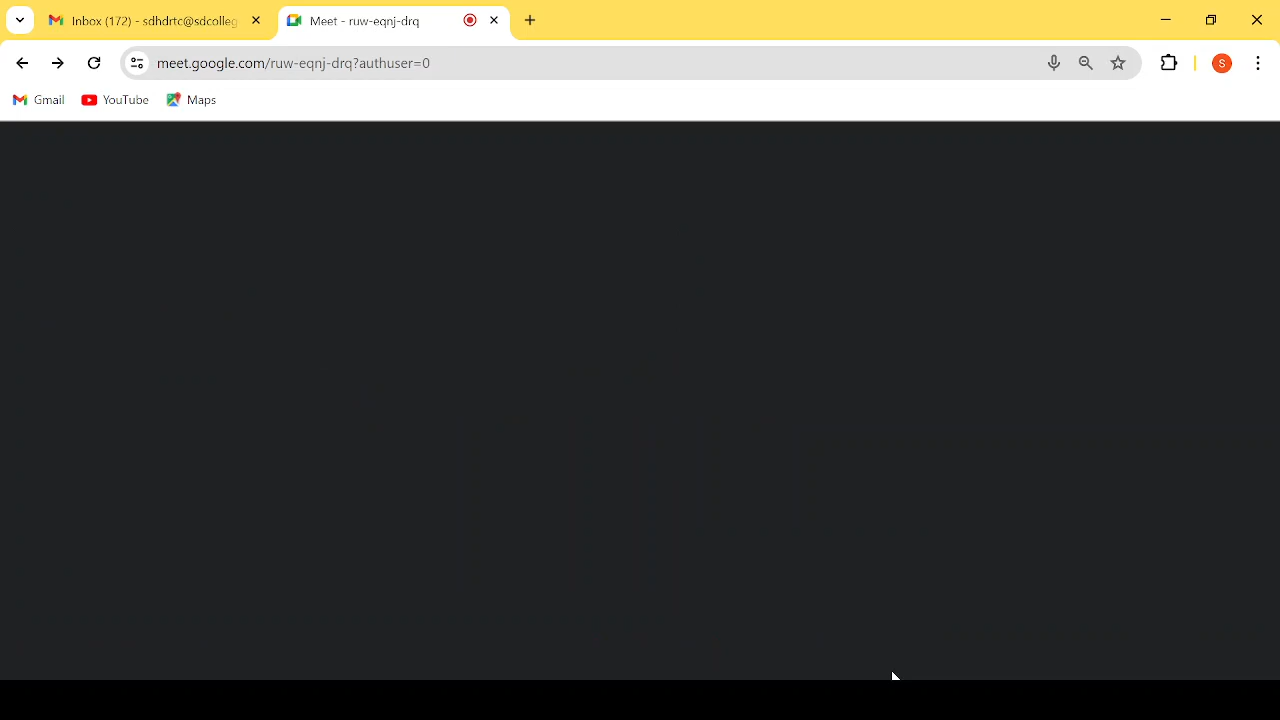 Inbox (172) - sdhdrtc@sdcolleg
Meet - ruw-eqnj-drq
meet.google.com/ruw-eqnj-drq?authuser=0
S
Gmail
YouTube
Maps